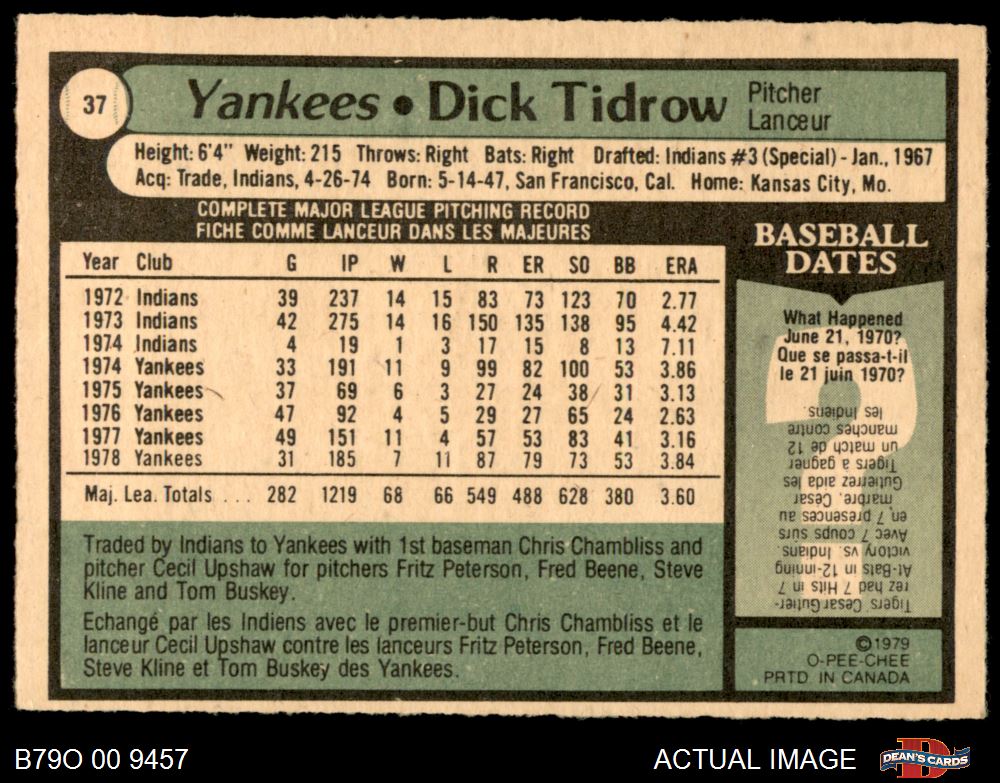 37
Yankees • Dick Tidrow
Pitcher
Lanceur
Height: 6'4" Weight: 215 Throws: Right Bats: Right Drafted: Indians #3 (Special) - Jan., 1967
Acq: Trade, Indians, 4-26-74 Born: 5-14-47, San Francisco, Cal. Home: Kansas City, Mo.
COMPLETE MAJOR LEAGUE PITCHING RECORD
FICHE COMME LANCEUR DANS LES MAJEURES
Year Club G IP W L R ER SO BB ERA
1972 Indians 39 237 14 15 83 73 123 70 2.77
1973 Indians 42 275 14 16 150 135 138 95 4.42
1974 Indians 4 19 1 3 17 15 8 13 7.11
1974 Yankees 33 191 11 9 99 82 100 53 3.86
1975 Yankees 37 69 6 3 27 24 38 31 3.13
1976 Yankees 47 92 4 5 29 27 65 24 2.63
1977 Yankees 49 151 11 4 57 53 83 41 3.16
1978 Yankees 31 185 7 11 87 79 73 53 3.84
Maj. Lea. Totals . . . 282 1219 68 66 549 488 628 380 3.60
Traded by Indians to Yankees with 1st baseman Chris Chambliss and
pitcher Cecil Upshaw for pitchers Fritz Peterson, Fred Beene, Steve
Kline and Tom Buskey.
Echangé par les Indiens avec le premier-but Chris Chambliss et le
lanceur Cecil Upshaw contre les lanceurs Fritz Peterson, Fred Beene,
Steve Kline et Tom Buskey des Yankees.
BASEBALL
DATES
What Happened
June 21, 1970?
Que se passa-t-il
le 21 juin 1970?
Tigers Cesar Gutier-
rez had 7 Hits in 7
At-Bats in 12-inning
victory vs. Indians.
Avec 7 coups surs
en 7 presences au
marbre, Cesar
Gutierrez aida les
Tigers a gagner
un match de 12
manches contre
les Indians.
©1979
O-PEE-CHEE
PRTD IN CANADA
B79O 00 9457
ACTUAL IMAGE
DEAN'S CARDS